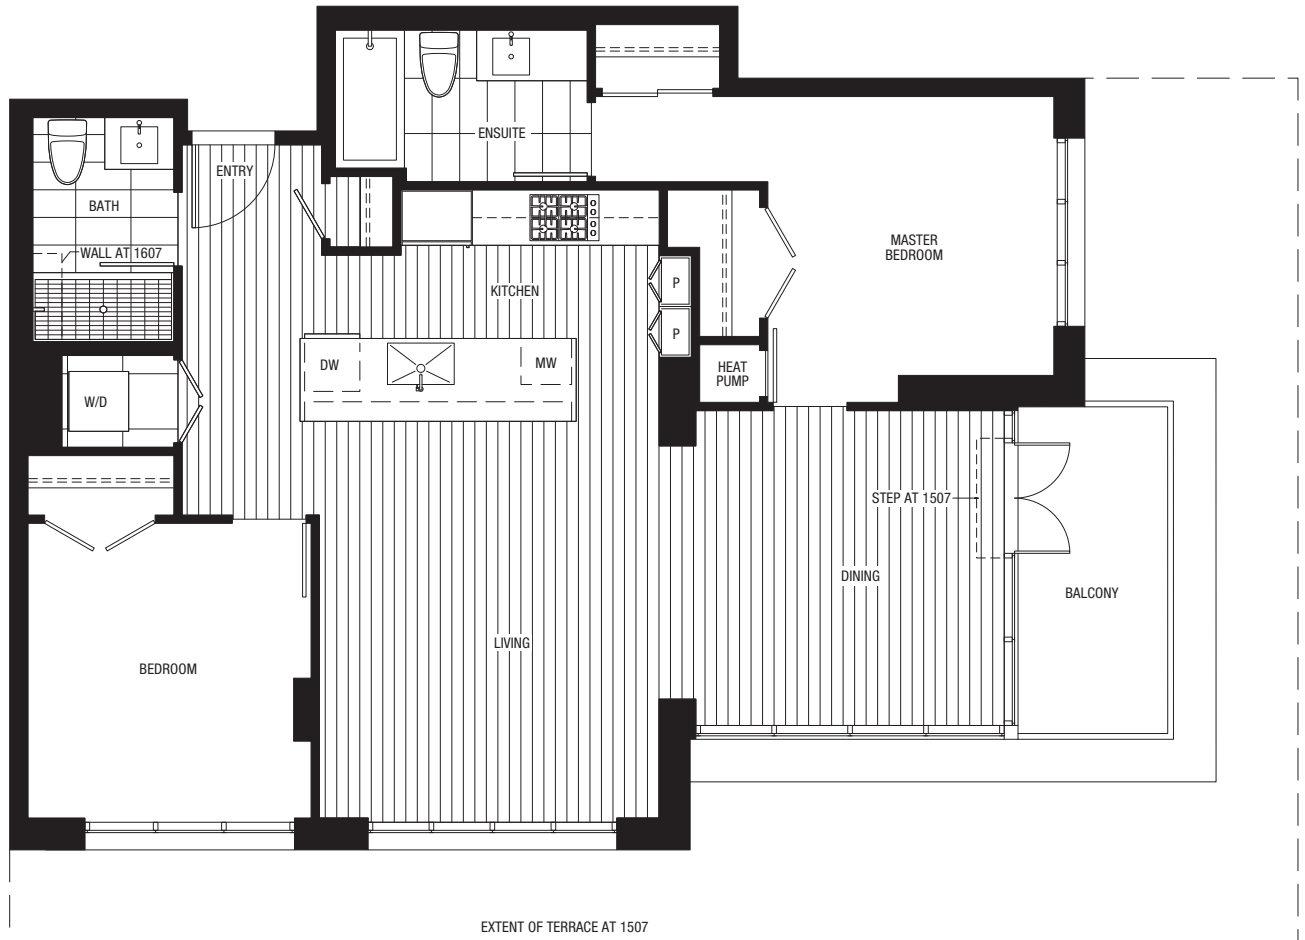 ENSUITE
ENTRY
BATH
WALL AT 1607
MASTER
BEDROOM
KITCHEN
P
P
DW
MW
HEAT
PUMP
W/D
STEP AT 1507
DINING
BALCONY
LIVING
BEDROOM
EXTENT OF TERRACE AT 1507